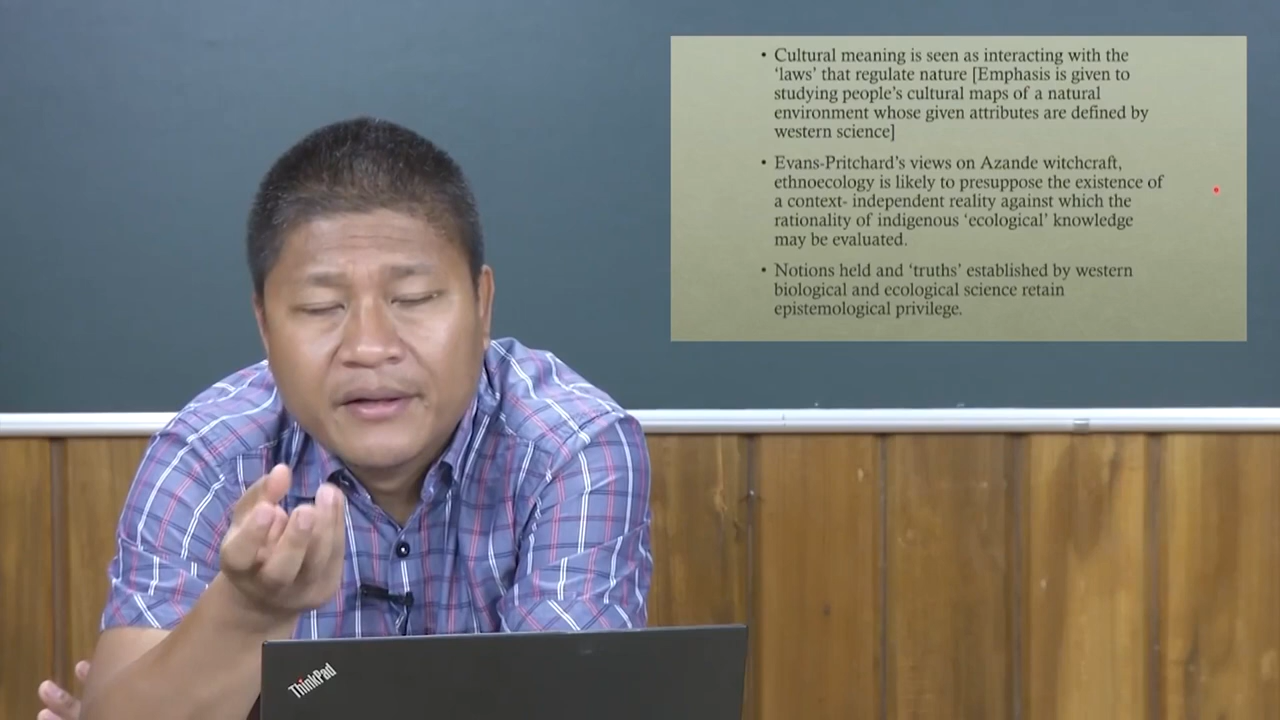 • Cultural meaning is seen as interacting with the
‘laws’ that regulate nature [Emphasis is given to
studying people’s cultural maps of a natural
environment whose given attributes are defined by
western science]
• Evans-Pritchard’s views on Azande witchcraft,
ethnoecology is likely to presuppose the existence of
a context- independent reality against which the
rationality of indigenous ‘ecological’ knowledge
may be evaluated.
• Notions held and ‘truths’ established by western
biological and ecological science retain
epistemological privilege.
ThinkPad